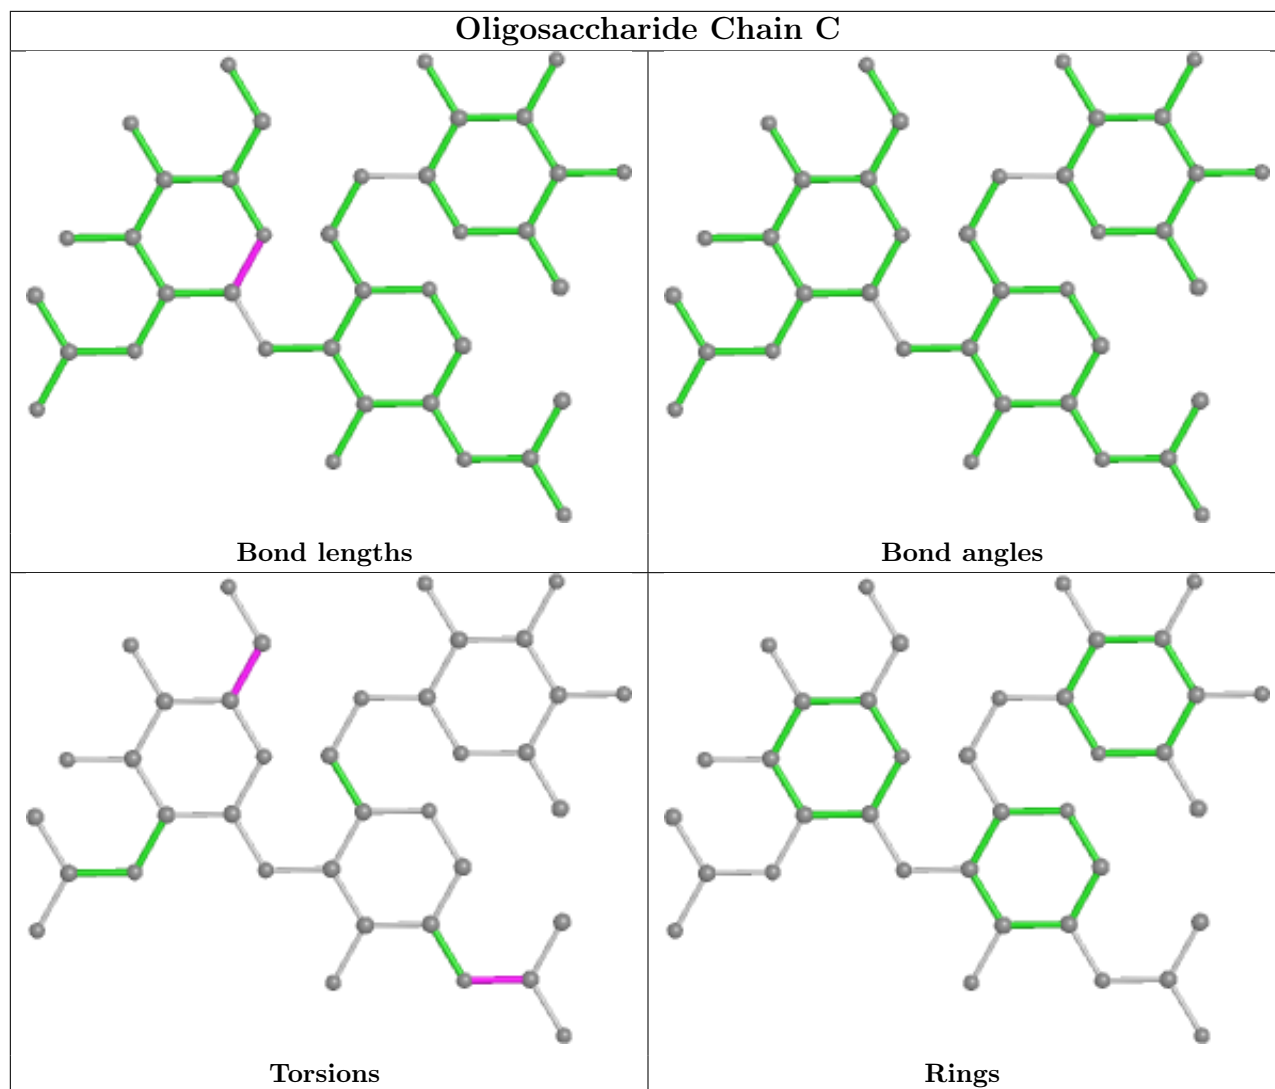 Oligosaccharide Chain C
Bond lengths
Bond angles
Torsions
Rings